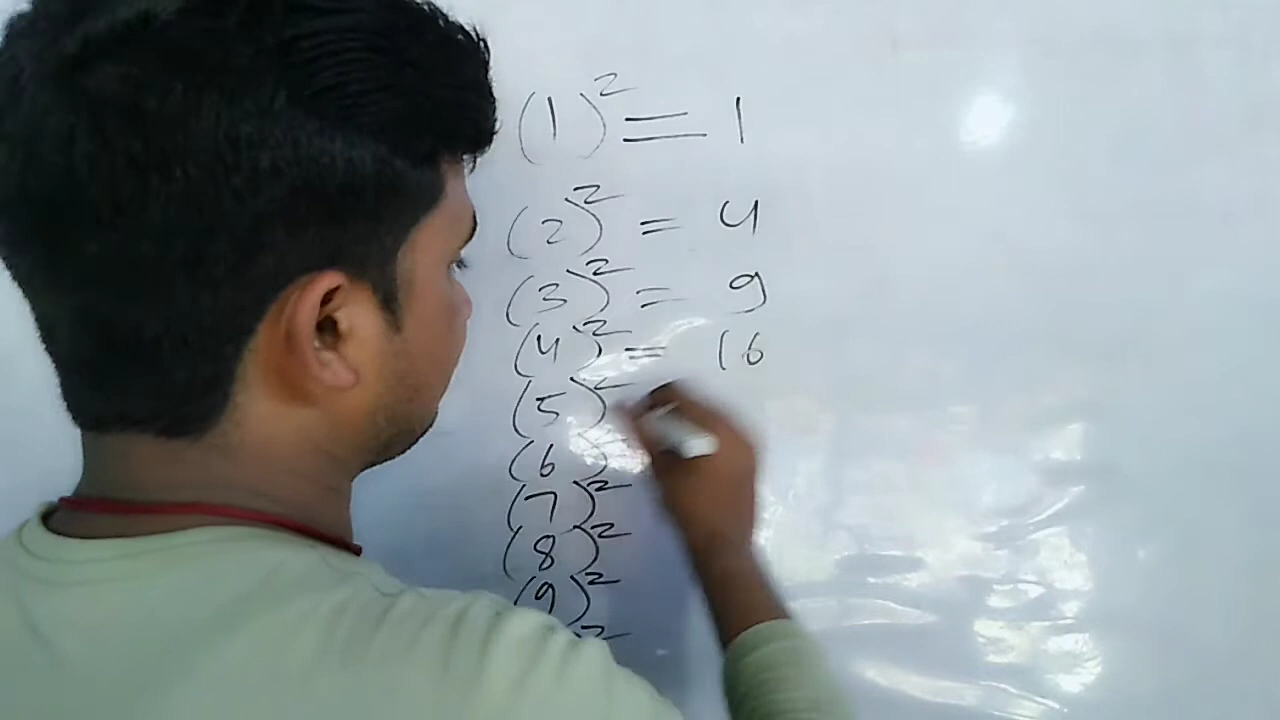 (1)² = 1
(2)² = 4
(3)² = 9
(4)² = 16
(5)²
(6)
(7)²
(8)²
(9)²
²